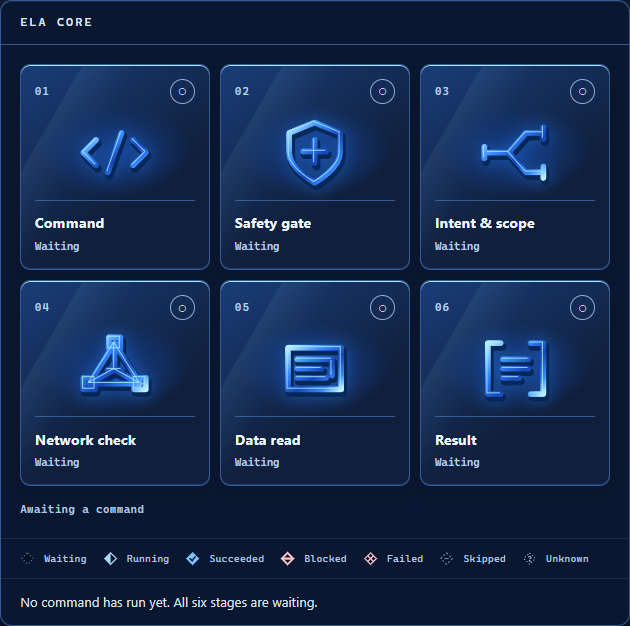 ELA CORE
01
02
03
Command
Safety gate
Intent & scope
Waiting
Waiting
Waiting
04
05
06
Network check
Data read
Result
Waiting
Waiting
Waiting
Awaiting a command
Waiting Running Succeeded Blocked Failed Skipped Unknown
No command has run yet. All six stages are waiting.